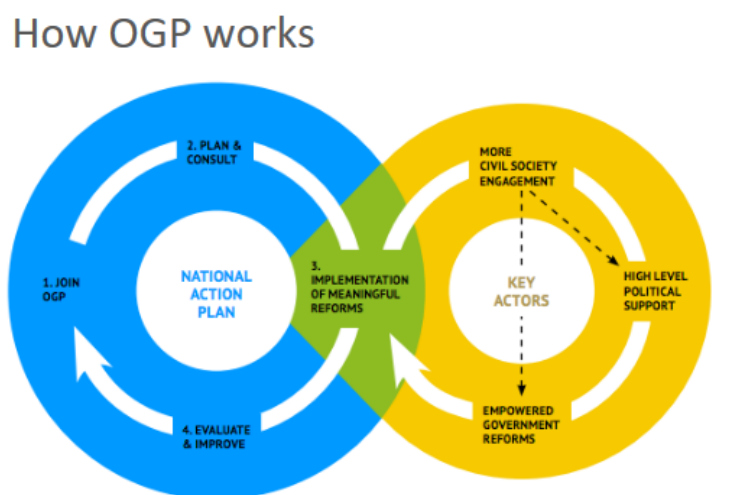 How OGP works
2. PLAN &
CONSULT
1. JOIN
OGP
NATIONAL
ACTION
PLAN
3.
IMPLEMENTATION
OF MEANINGFUL
REFORMS
4. EVALUATE
& IMPROVE
MORE
CIVIL SOCIETY
ENGAGEMENT
KEY
ACTORS
HIGH LEVEL
POLITICAL
SUPPORT
EMPOWERED
GOVERNMENT
REFORMS